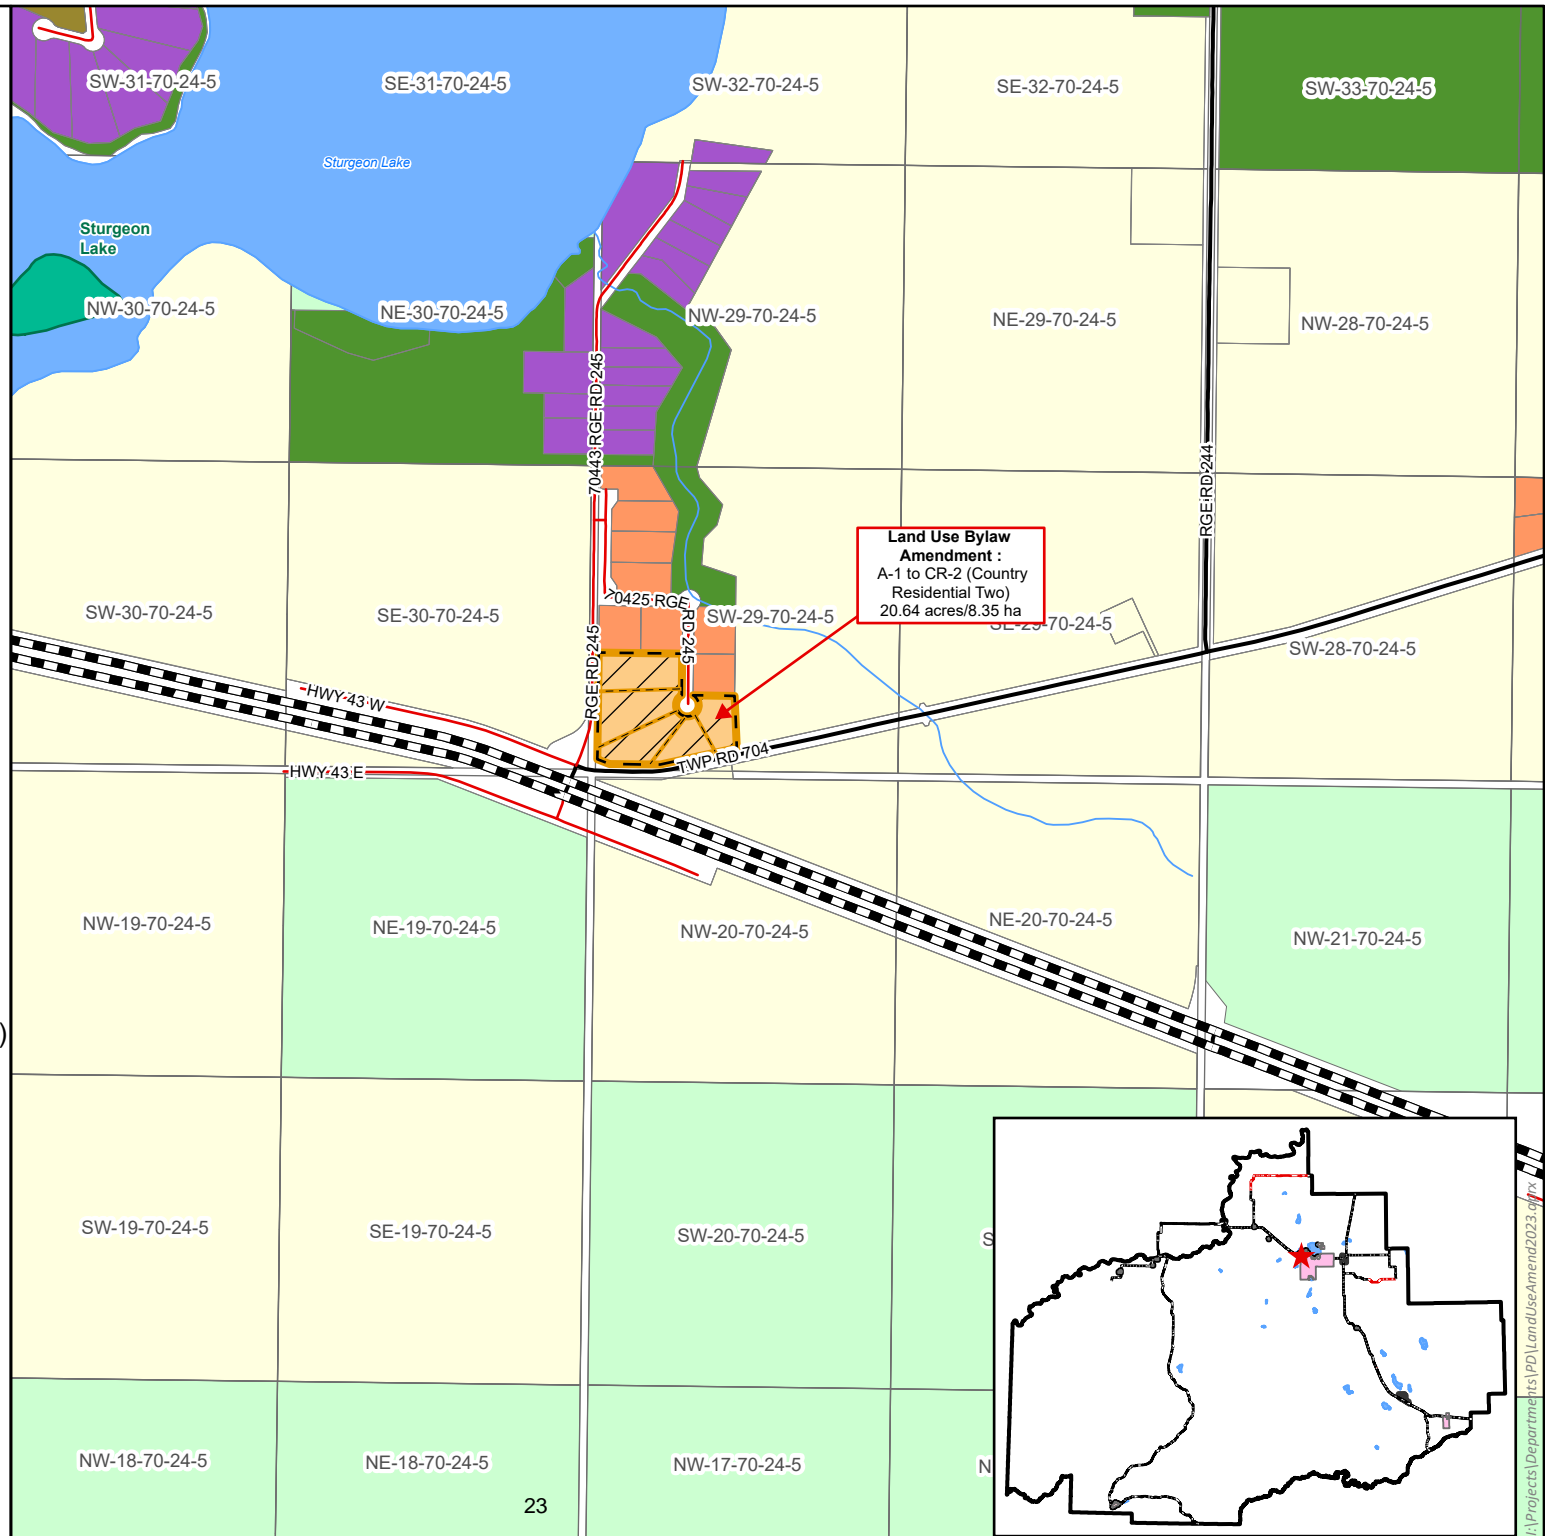 SW-31-70-24-5
SE-31-70-24-5
SW-32-70-24-5
SE-32-70-24-5
SW-33-70-24-5
Sturgeon Lake
Sturgeon
Lake
NW-30-70-24-5
NE-30-70-24-5
NW-29-70-24-5
NE-29-70-24-5
NW-28-70-24-5
70443 RGE RD 245
RGE RD 244
Land Use Bylaw
Amendment :
A-1 to CR-2 (Country
Residential Two)
20.64 acres/8.35 ha
SW-30-70-24-5
SE-30-70-24-5
70425 RGE
RD 245
SW-29-70-24-5
SE-29-70-24-5
SW-28-70-24-5
RGE RD 245
HWY 43 W
HWY 43 E
TWP RD 704
NW-19-70-24-5
NE-19-70-24-5
NW-20-70-24-5
NE-20-70-24-5
NW-21-70-24-5
)
SW-19-70-24-5
SE-19-70-24-5
SW-20-70-24-5
S
NW-18-70-24-5
NE-18-70-24-5
NW-17-70-24-5
N
23
I:\Projects\Departments\PD\LandUseAmend2023.aprx